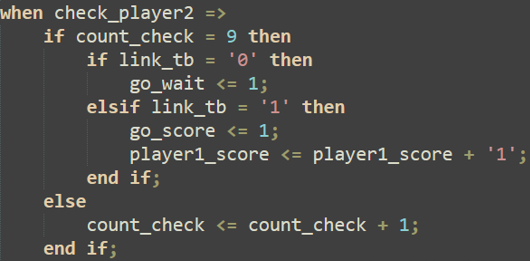 when check_player2 =>
    if count_check = 9 then
        if link_tb = '0' then
            go_wait <= 1;
        elsif link_tb = '1' then
            go_score <= 1;
            player1_score <= player1_score + '1';
        end if;
    else
        count_check <= count_check + 1;
    end if;